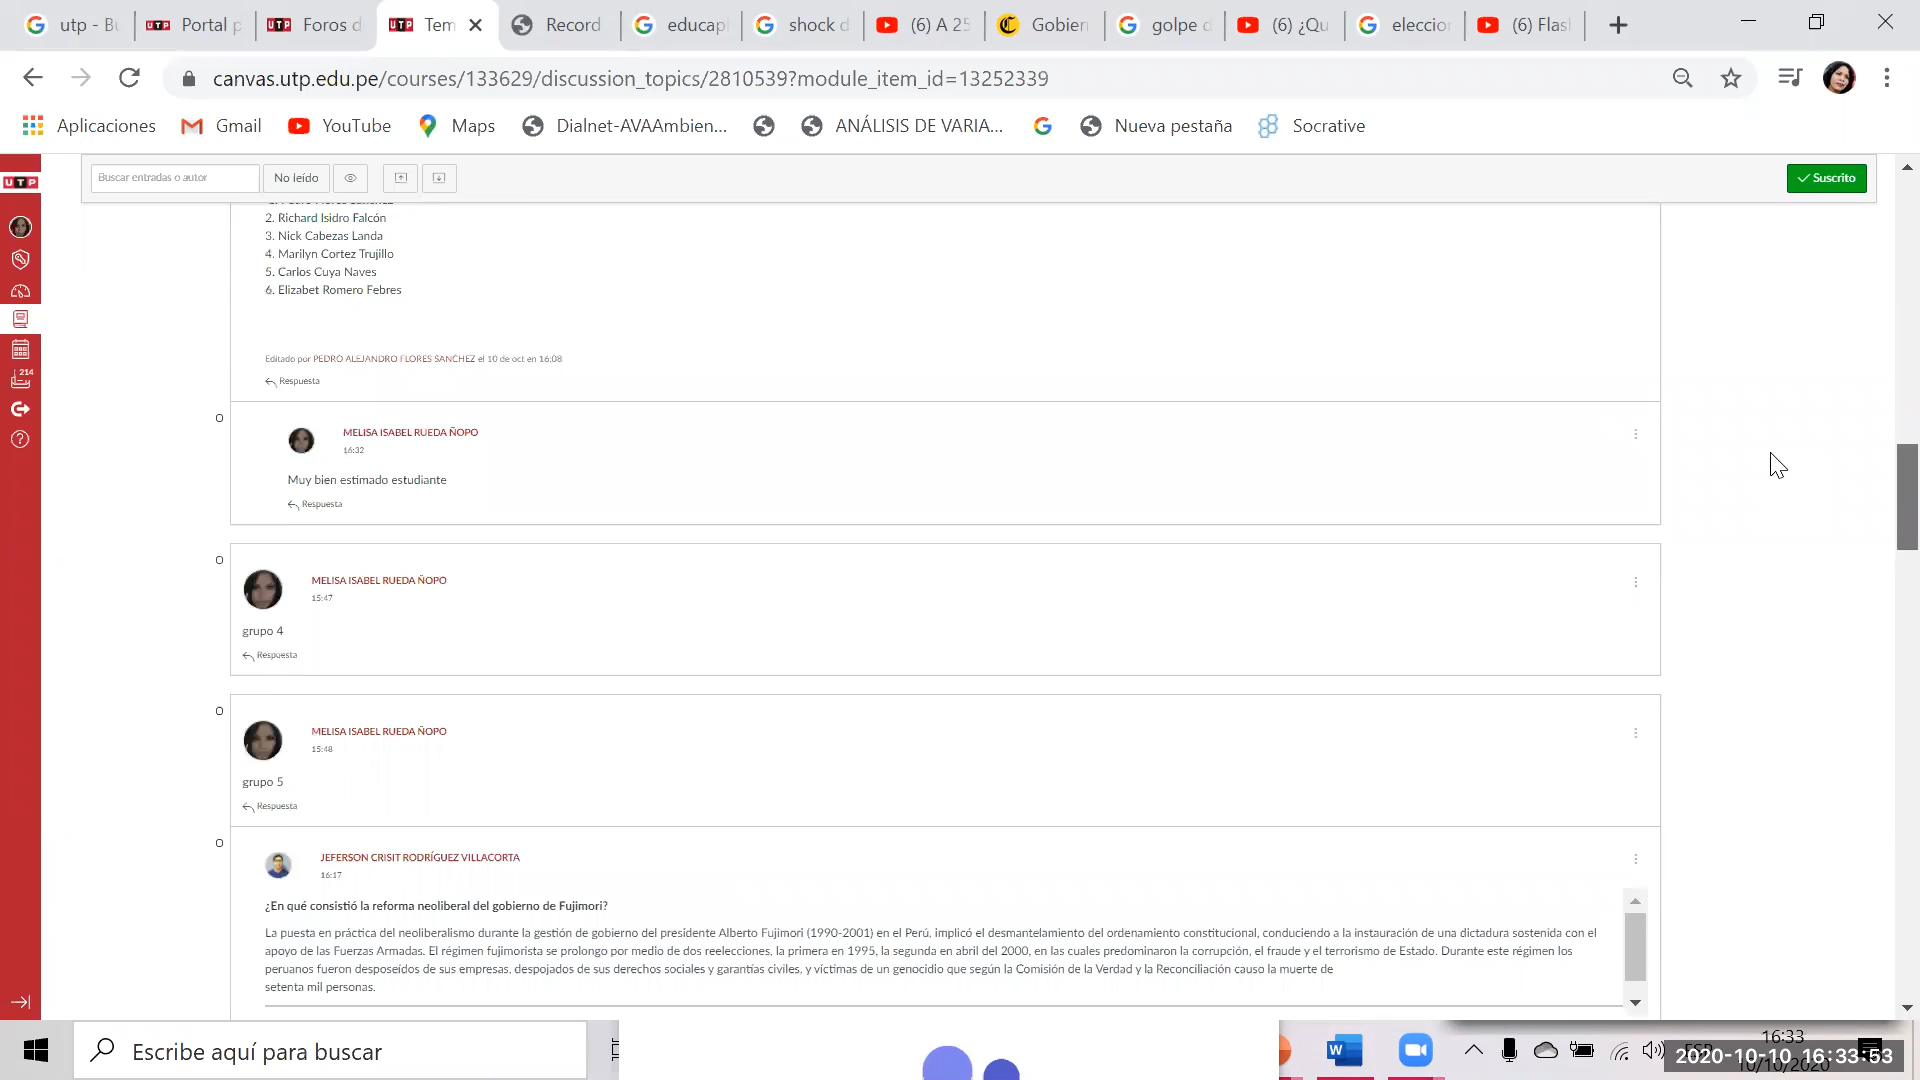 utp - Bu
Portal p
Foros d
Tem
Record
educap
shock d
(6) A 25
Gobier
golpe d
(6) ¿Qu
eleccio
(6) Flas
canvas.utp.edu.pe/courses/133629/discussion_topics/2810539?module_item_id=13252339
Aplicaciones
Gmail
YouTube
Maps
Dialnet-AVAAmbien...
ANÁLISIS DE VARIA...
Nueva pestaña
Socrative
UTP
214
Buscar entradas o autor
No leído
Suscrito
2. Richard Isidro Falcón
3. Nick Cabezas Landa
4. Marilyn Cortez Trujillo
5. Carlos Cuya Naves
6. Elizabet Romero Febres
Editado por PEDRO ALEJANDRO FLORES SANCHEZ el 10 de oct en 16:08
Respuesta
MELISA ISABEL RUEDA ÑOPO
16:32
Muy bien estimado estudiante
Respuesta
MELISA ISABEL RUEDA ÑOPO
15:47
grupo 4
Respuesta
MELISA ISABEL RUEDA ÑOPO
15:48
grupo 5
Respuesta
JEFERSON CRISIT RODRÍGUEZ VILLACORTA
16:17
¿En qué consistió la reforma neoliberal del gobierno de Fujimori?
La puesta en práctica del neoliberalismo durante la gestión de gobierno del presidente Alberto Fujimori (1990-2001) en el Perú, implicó el desmantelamiento del ordenamiento constitucional, conduciendo a la instauración de una dictadura sostenida con el
apoyo de las Fuerzas Armadas. El régimen fujimorista se prolongo por medio de dos reelecciones, la primera en 1995, la segunda en abril del 2000, en las cuales predominaron la corrupción, el fraude y el terrorismo de Estado. Durante este régimen los
peruanos fueron desposeídos de sus empresas, despojados de sus derechos sociales y garantías civiles, y víctimas de un genocidio que según la Comisión de la Verdad y la Reconciliación causo la muerte de
setenta mil personas.
Escribe aquí para buscar
16:33
2020-10-10 16:33:53